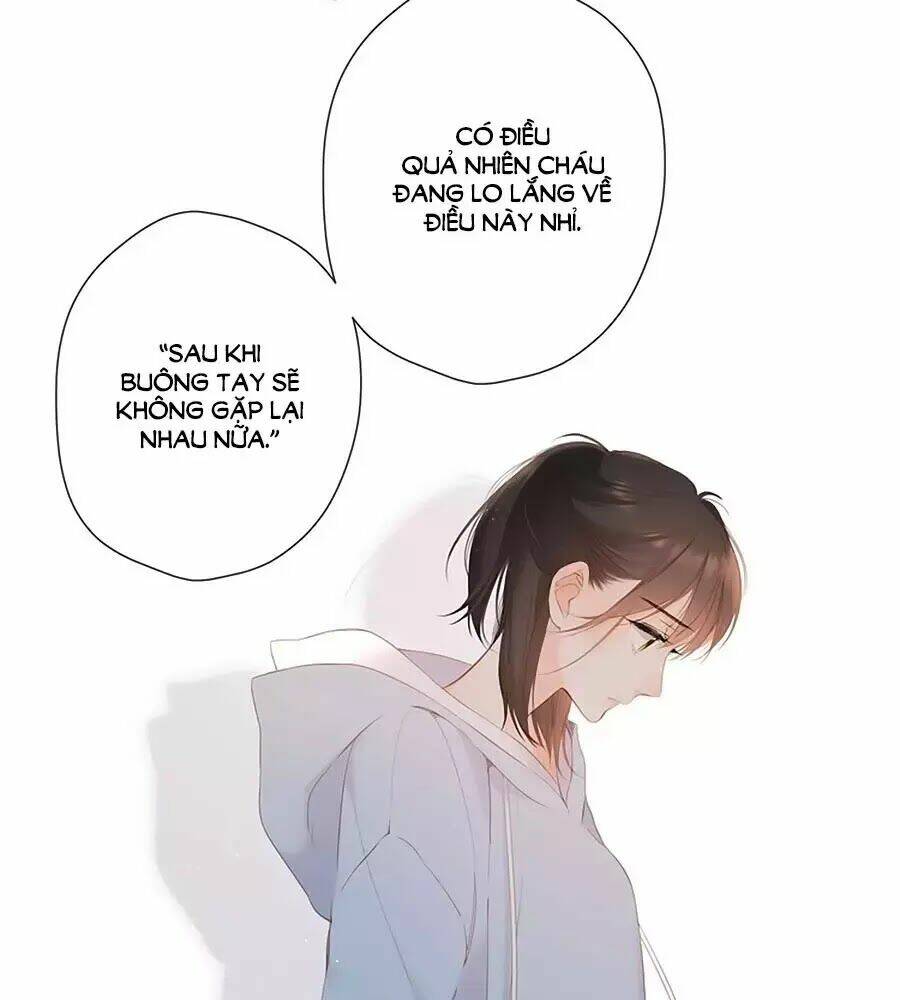 CÓ ĐIỀU
QUẢ NHIÊN CHÁU
ĐANG LO LẮNG VỀ
ĐIỀU NÀY NHỈ.
“SAU KHI
BUÔNG TAY SẼ
KHÔNG GẶP LẠI
NHAU NỮA.”